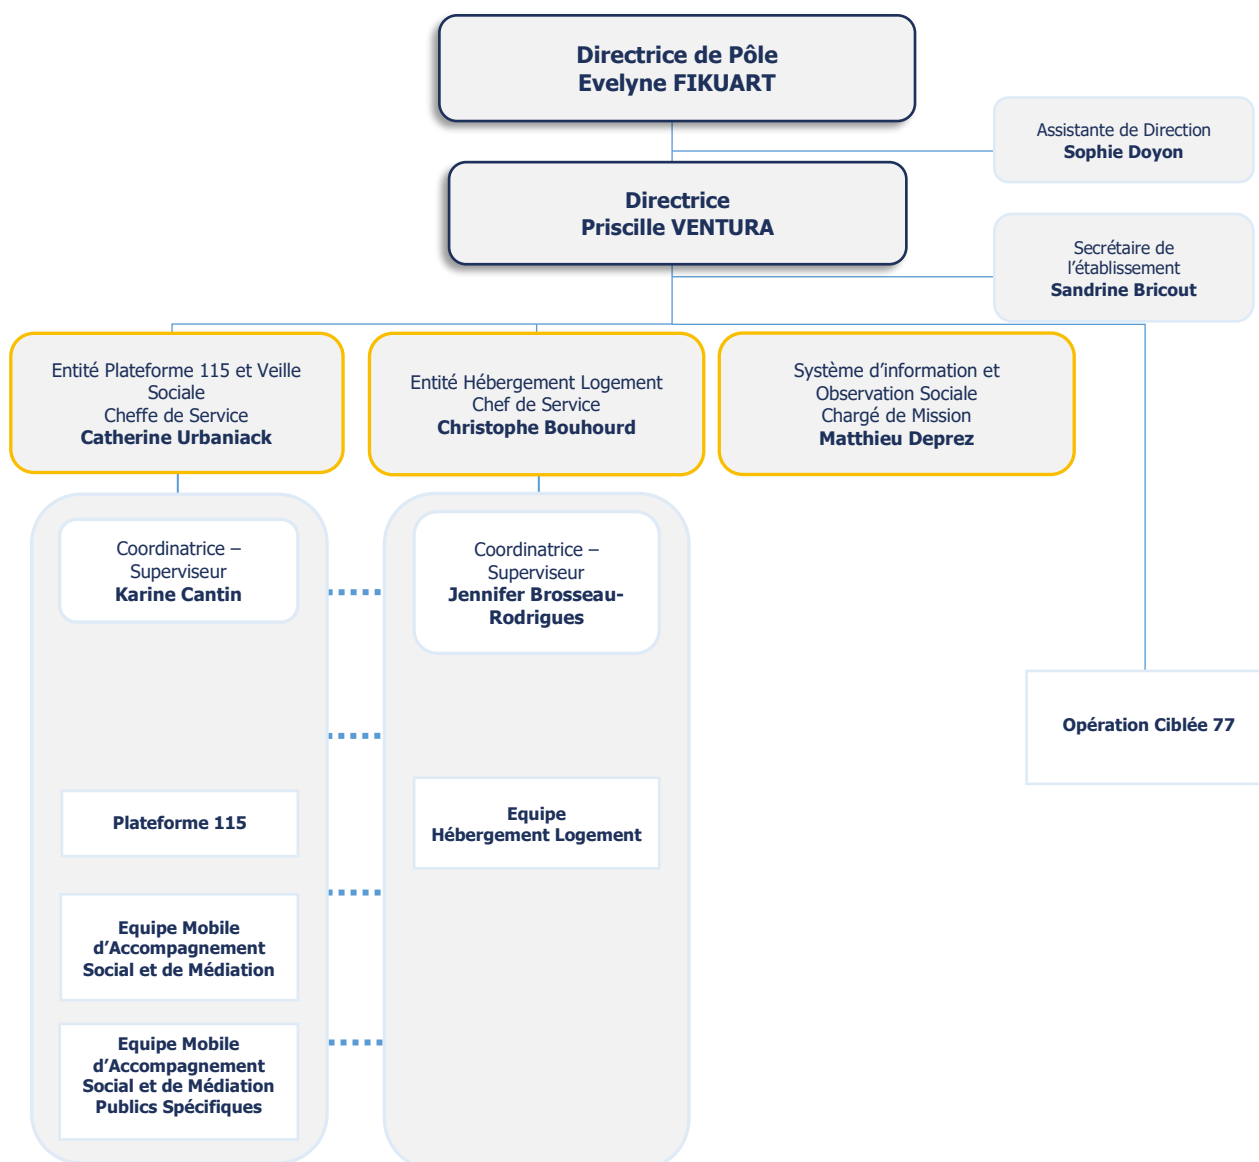 Directrice de Pôle
Evelyne FIKUART
Assistante de Direction
Sophie Doyon
Directrice
Priscille VENTURA
Secrétaire de
l’établissement
Sandrine Bricout
Entité Plateforme 115 et Veille
Sociale
Cheffe de Service
Catherine Urbaniack
Entité Hébergement Logement
Chef de Service
Christophe Bouhourd
Système d’information et
Observation Sociale
Chargé de Mission
Matthieu Deprez
Coordinatrice –
Superviseur
Karine Cantin
Coordinatrice –
Superviseur
Jennifer Brosseau-
Rodrigues
Opération Ciblée 77
Plateforme 115
Equipe
Hébergement Logement
Equipe Mobile
d’Accompagnement
Social et de Médiation
Equipe Mobile
d’Accompagnement
Social et de Médiation
Publics Spécifiques